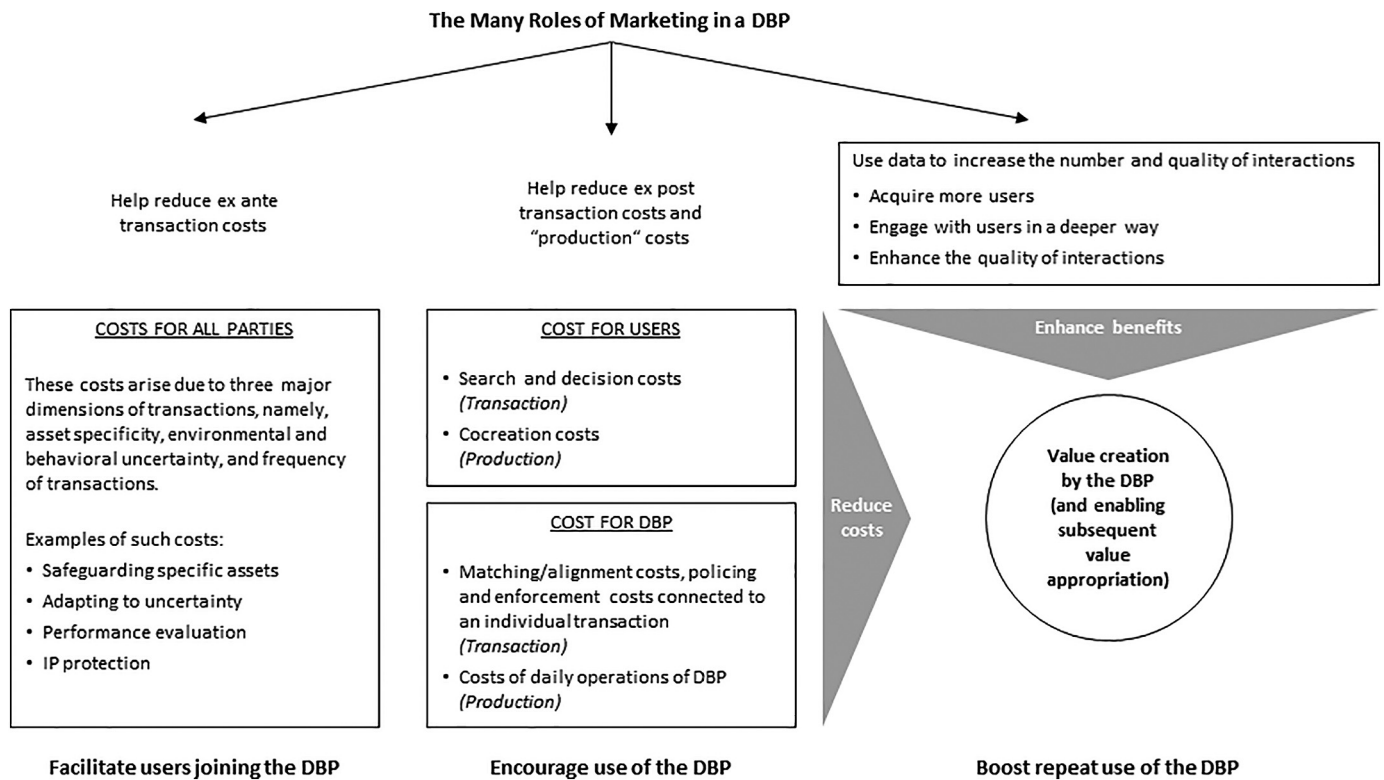 The Many Roles of Marketing in a DBP
Help reduce ex ante
transaction costs
Help reduce ex post
transaction costs and
“production“ costs
Use data to increase the number and quality of interactions
• Acquire more users
• Engage with users in a deeper way
• Enhance the quality of interactions
COSTS FOR ALL PARTIES
These costs arise due to three major
dimensions of transactions, namely,
asset specificity, environmental and
behavioral uncertainty, and frequency
of transactions.
Examples of such costs:
• Safeguarding specific assets
• Adapting to uncertainty
• Performance evaluation
• IP protection
COST FOR USERS
• Search and decision costs
(Transaction)
• Cocreation costs
(Production)
COST FOR DBP
• Matching/alignment costs, policing
and enforcement costs connected to
an individual transaction
(Transaction)
• Costs of daily operations of DBP
(Production)
Reduce
costs
Enhance benefits
Value creation
by the DBP
(and enabling
subsequent
value
appropriation)
Facilitate users joining the DBP
Encourage use of the DBP
Boost repeat use of the DBP